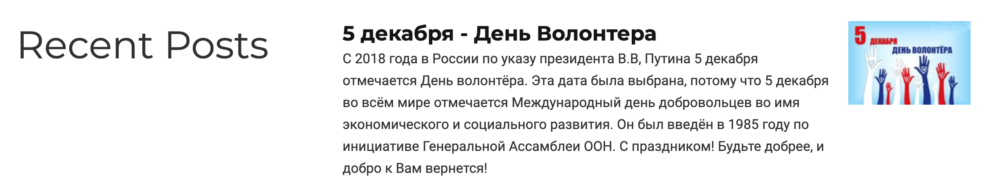 Recent Posts
5 декабря - День Волонтера
С 2018 года в России по указу президента В.В, Путина 5 декабря
отмечается День волонтёра. Эта дата была выбрана, потому что 5 декабря
во всём мире отмечается Международный день добровольцев во имя
экономического и социального развития. Он был введён в 1985 году по
инициативе Генеральной Ассамблеи ООН. С праздником! Будьте добрее, и
добро к Вам вернется!
5 ДЕКАБРЯ
ДЕНЬ ВОЛОНТЁРА